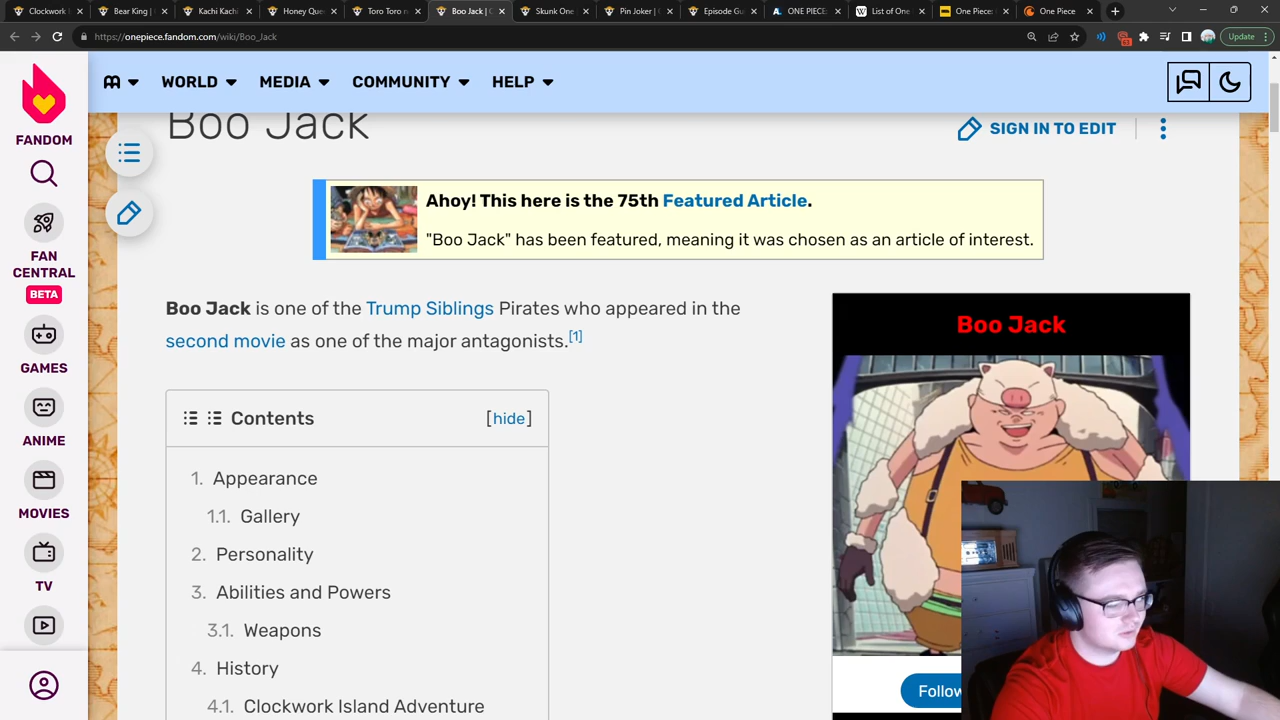 Clockwork I
Bear King |
Kachi Kachi
Honey Que
Toro Toro n
Boo Jack | O
Skunk One
Pin Joker | O
Episode Gu
ONE PIECE
List of One
One Piece
One Piece
https://onepiece.fandom.com/wiki/Boo_Jack
Update
WORLD
MEDIA
COMMUNITY
HELP
FANDOM
FAN
CENTRAL
BETA
GAMES
ANIME
MOVIES
TV
Boo Jack
SIGN IN TO EDIT
Ahoy! This here is the 75th Featured Article.
"Boo Jack" has been featured, meaning it was chosen as an article of interest.
Boo Jack is one of the Trump Siblings Pirates who appeared in the
second movie as one of the major antagonists.[1]
Contents [hide]
1. Appearance
1.1. Gallery
2. Personality
3. Abilities and Powers
3.1. Weapons
4. History
4.1. Clockwork Island Adventure
Boo Jack
Follow